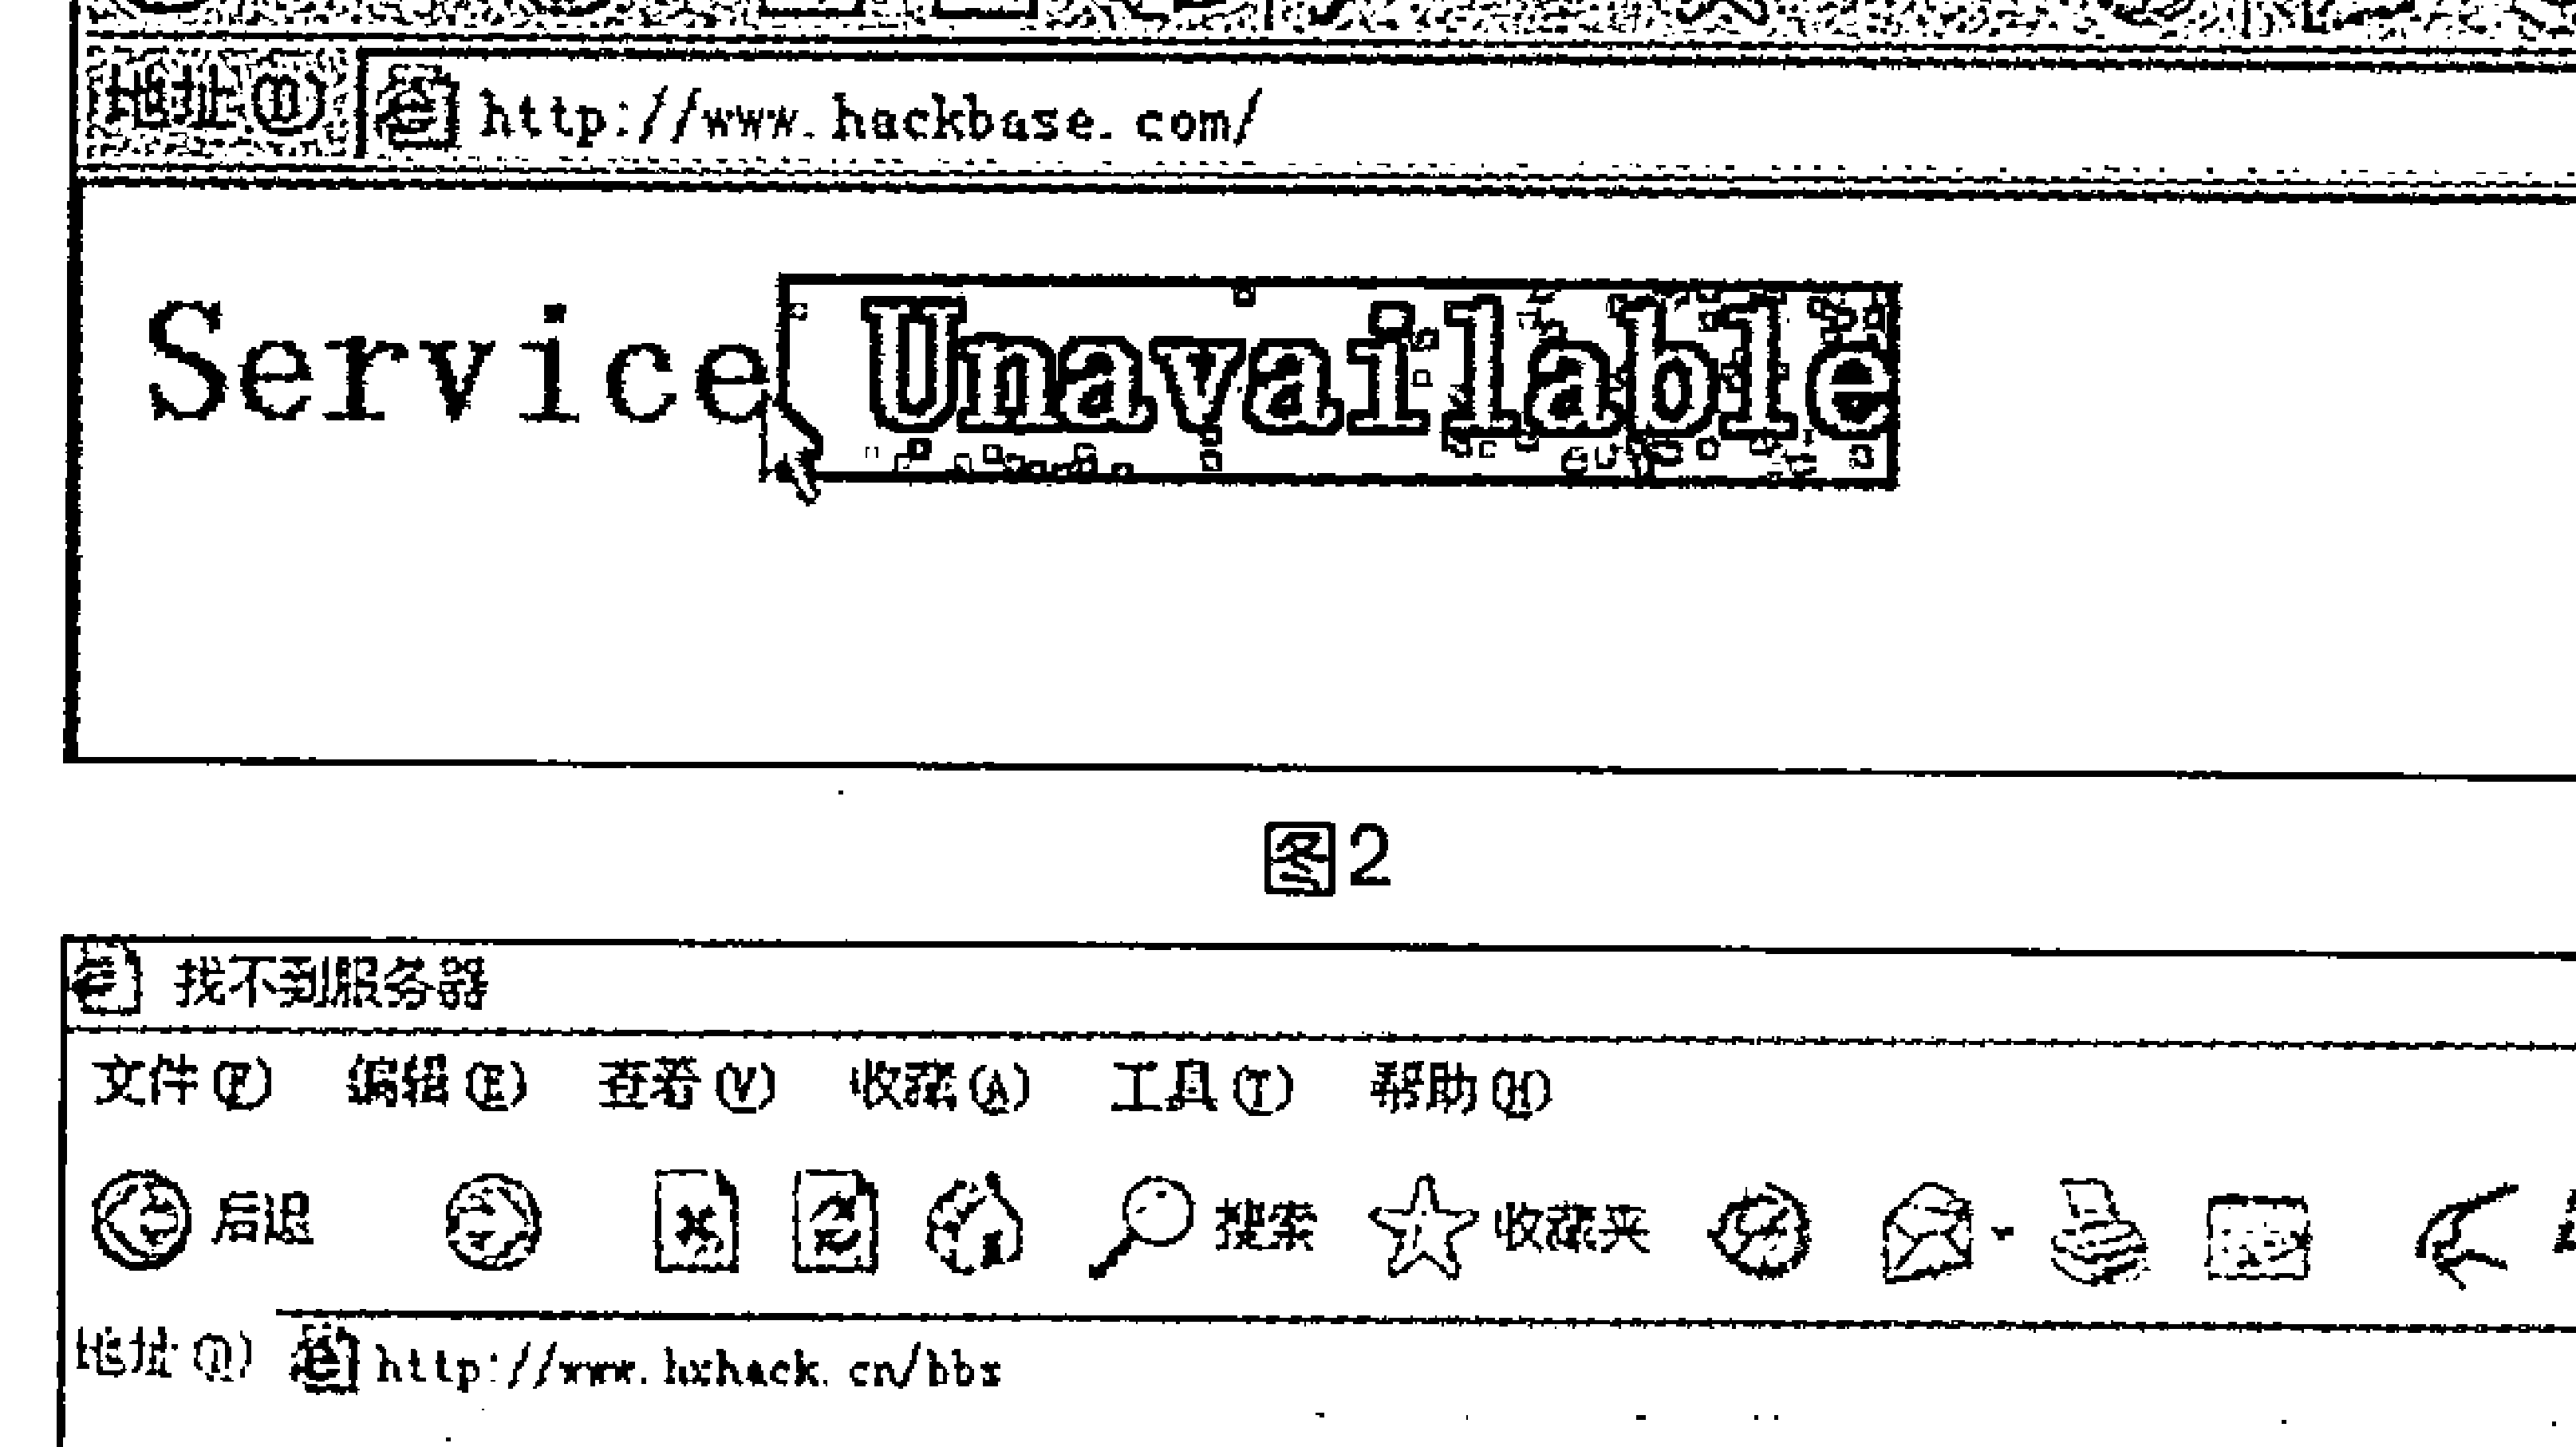 地址(D) http://www.hackbase.com/
Service Unavailable
图2
找不到服务器
文件(F) 编辑(E) 查看(V) 收藏(A) 工具(T) 帮助(H)
后退 搜索 收藏夹
地址(D) http://www.hxhack.cn/bbs